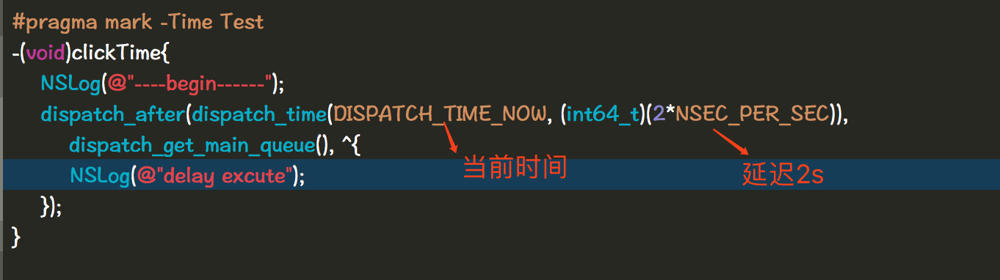 #pragma mark -Time Test
-(void)clickTime{
NSLog(@"----begin------");
dispatch_after(dispatch_time(DISPATCH_TIME_NOW, (int64_t)(2*NSEC_PER_SEC)),
dispatch_get_main_queue(), ^{
当前时间
延迟2s
NSLog(@"delay excute");
});
}